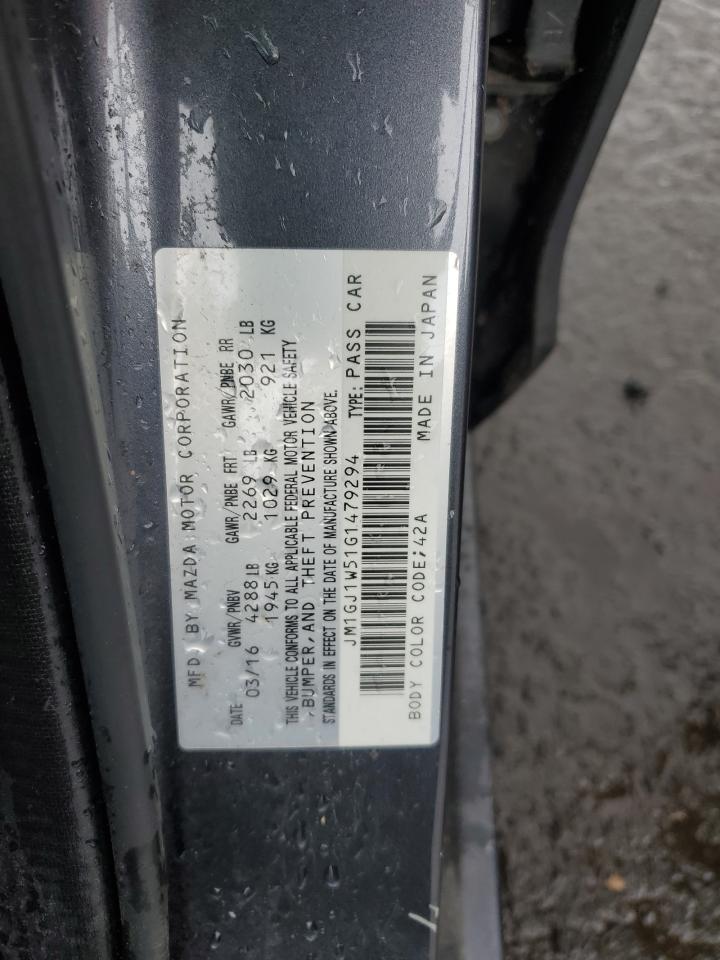 MFD BY MAZDA MOTOR CORPORATION
DATE GVWR/PNBV GAWR/PNBE FRT GAWR/PNBE RR
03/16 4288 LB 2269 LB 2030 LB
1945 KG 1029 KG 921 KG
THIS VEHICLE CONFORMS TO ALL APPLICABLE FEDERAL MOTOR VEHICLE SAFETY
,BUMPER,AND THEFT PREVENTION
STANDARDS IN EFFECT ON THE DATE OF MANUFACTURE SHOWN ABOVE.
JM1GJ1W51G1479294 TYPE: PASS CAR
BODY COLOR CODE;42A MADE IN JAPAN